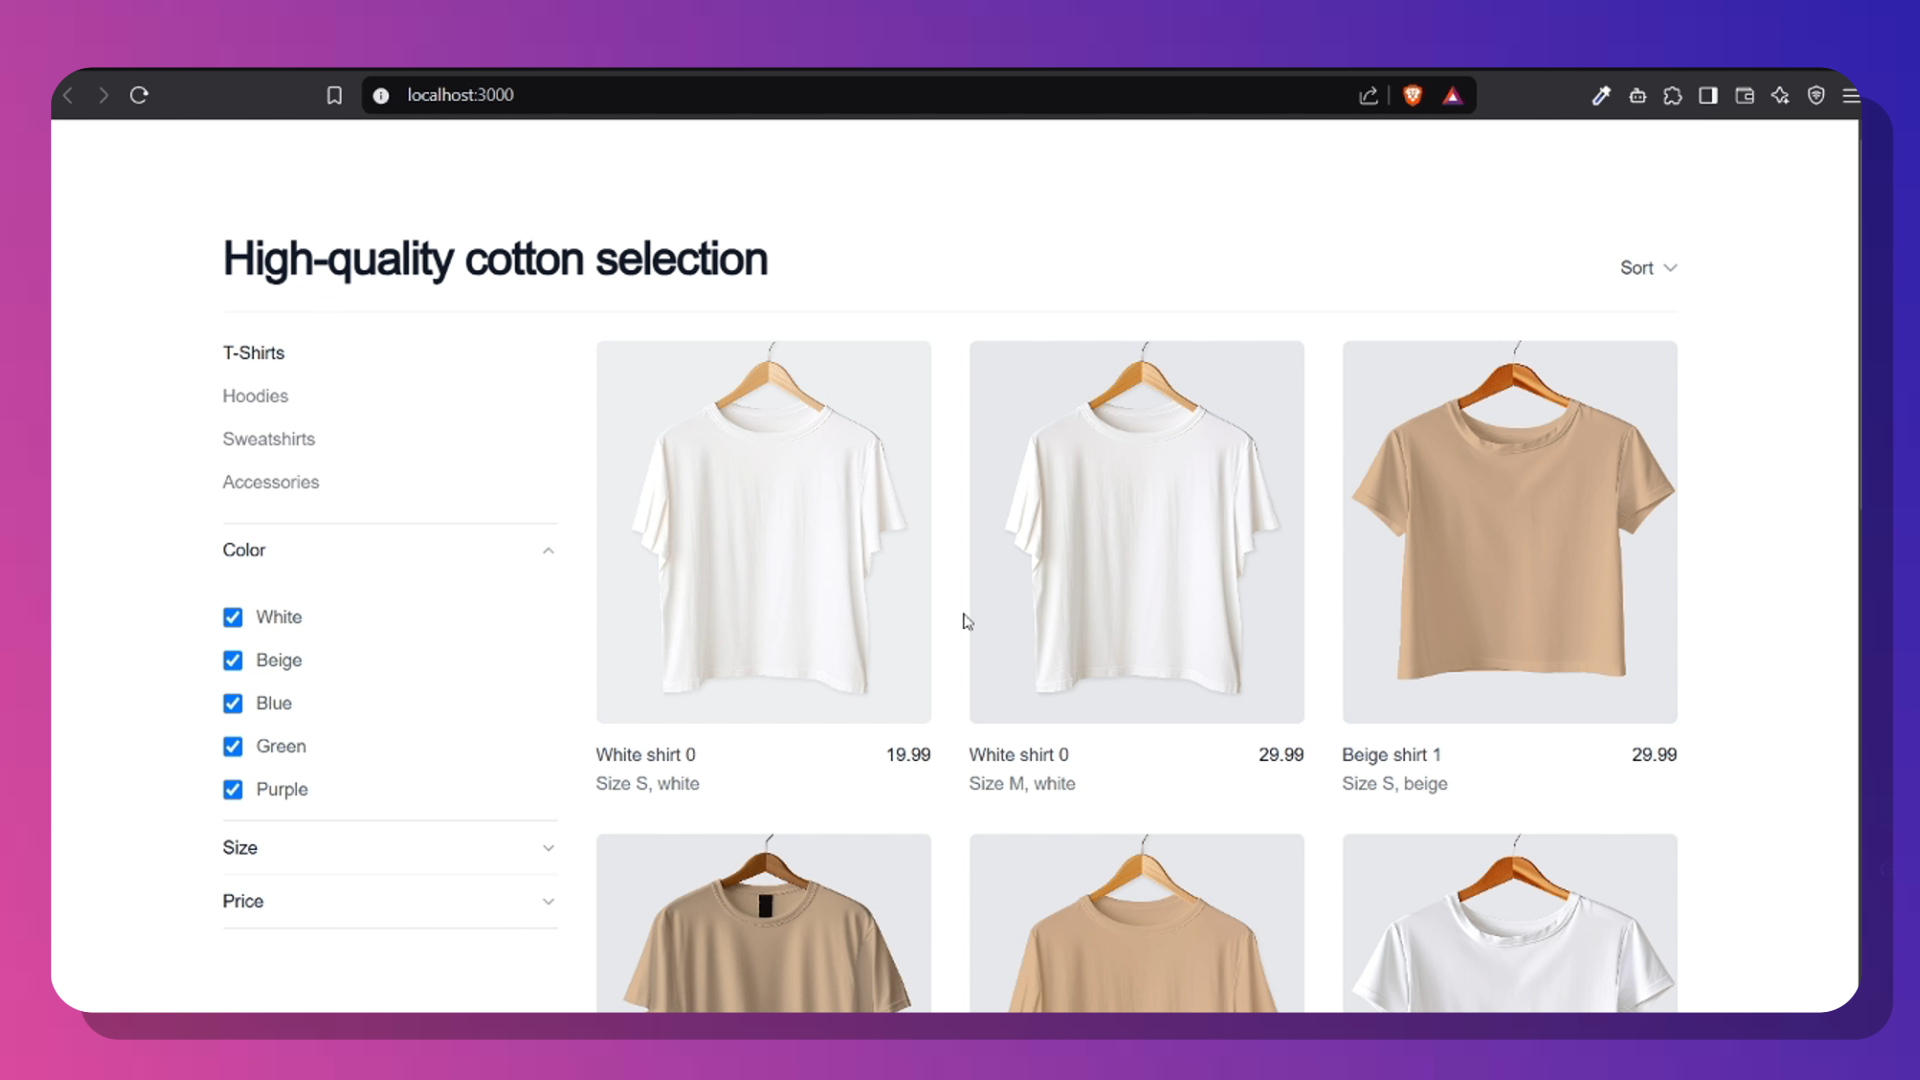 localhost:3000
High-quality cotton selection
Sort
T-Shirts
Hoodies
Sweatshirts
Accessories
Color
White
Beige
Blue
Green
Purple
Size
Price
White shirt 0 19.99
Size S, white
White shirt 0 29.99
Size M, white
Beige shirt 1 29.99
Size S, beige